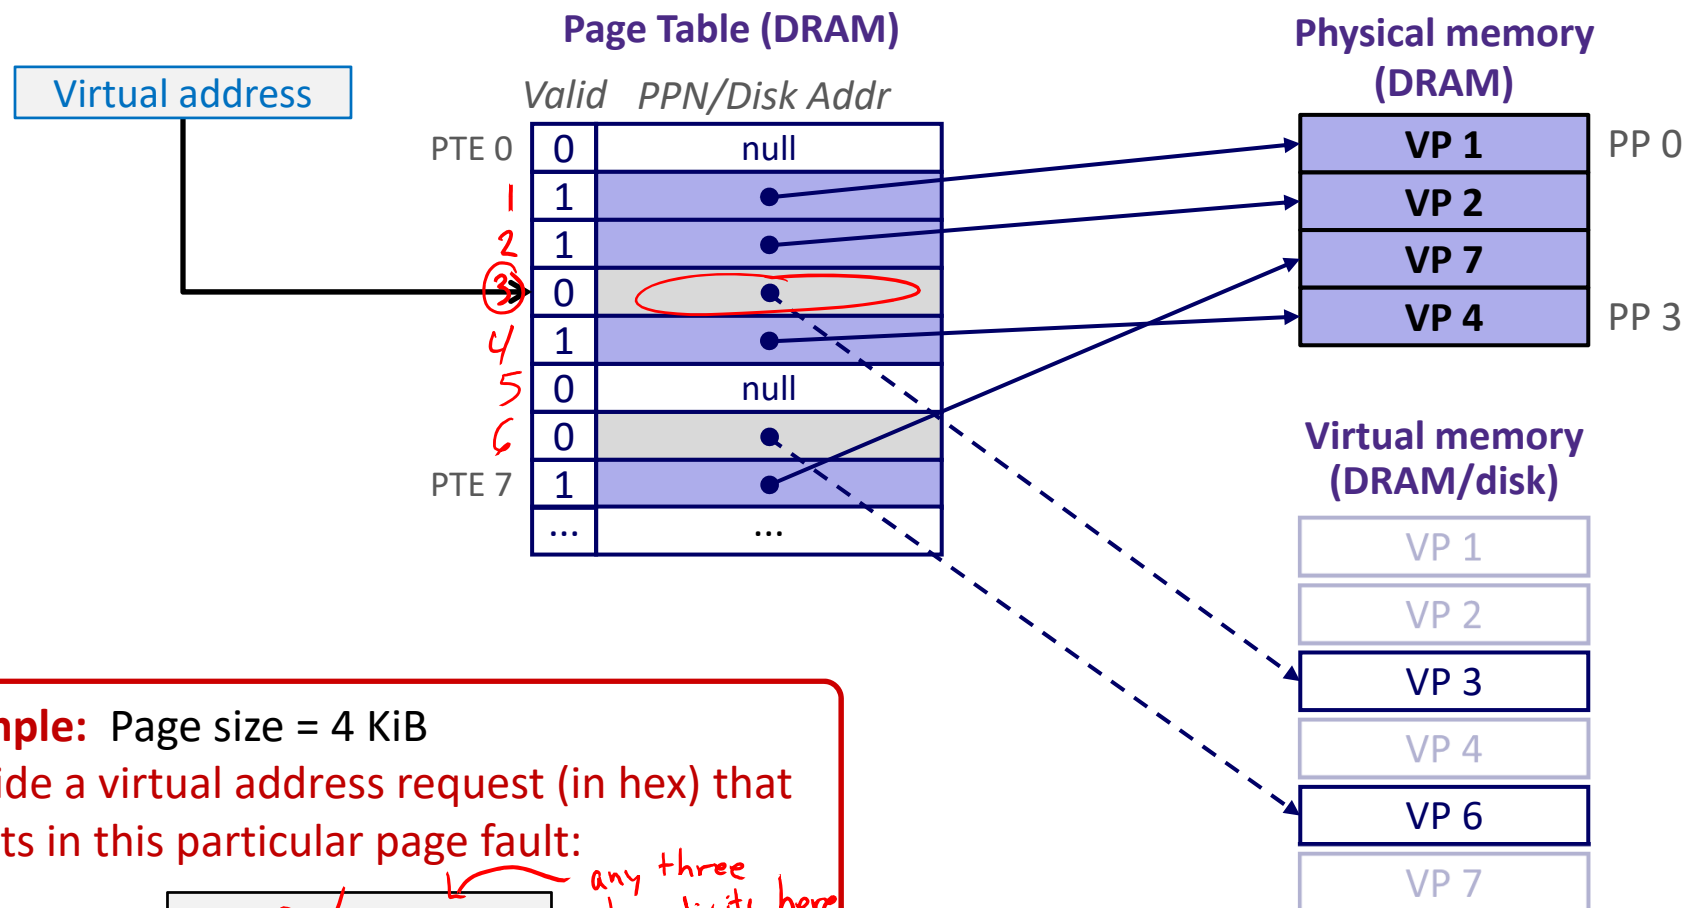 Page Table (DRAM)
Physical memory
(DRAM)
Virtual address
Valid PPN/Disk Addr
PTE 0 0 null
1 1
2 1
3 0
4 1
5 0 null
6 0
PTE 7 1
... ...
VP 1 PP 0
VP 2
VP 7
VP 4 PP 3
Virtual memory
(DRAM/disk)
VP 1
VP 2
VP 3
VP 4
VP 6
VP 7
mple: Page size = 4 KiB
ide a virtual address request (in hex) that
ts in this particular page fault:
any three
digits here